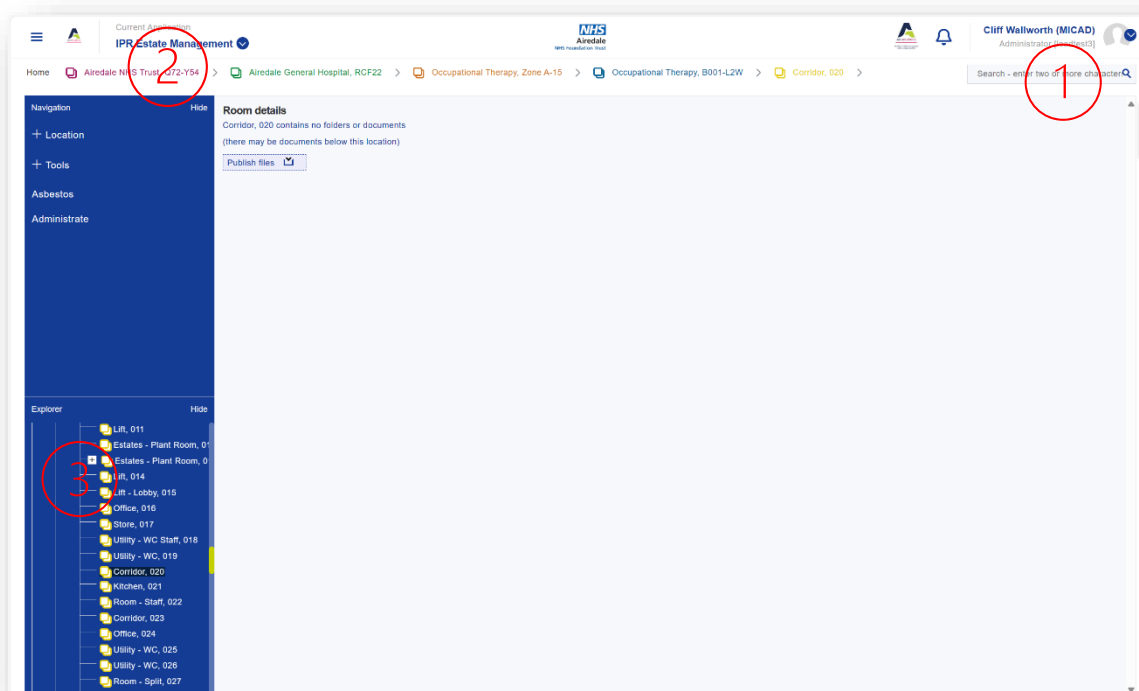 Current Application
IPR Estate Management
NHS
Airedale
NHS Foundation Trust
Cliff Wallworth (MICAD)
Administrator
Home Airedale NHS Trust, Q72-Y54 > Airedale General Hospital, RCF22 > Occupational Therapy, Zone A-15 > Occupational Therapy, B001-L2W > Corridor, 020 >
Search - enter two or more character
1
2
Navigation Hide
+ Location
+ Tools
Asbestos
Administrate
Room details
Corridor, 020 contains no folders or documents
(there may be documents below this location)
Publish files
Explorer Hide
Lift, 011
Estates - Plant Room, 01
Estates - Plant Room, 0
Lift, 014
3
Lift - Lobby, 015
Office, 016
Store, 017
Utility - WC Staff, 018
Utility - WC, 019
Corridor, 020
Kitchen, 021
Room - Staff, 022
Corridor, 023
Office, 024
Utility - WC, 025
Utility - WC, 026
Room - Split, 027